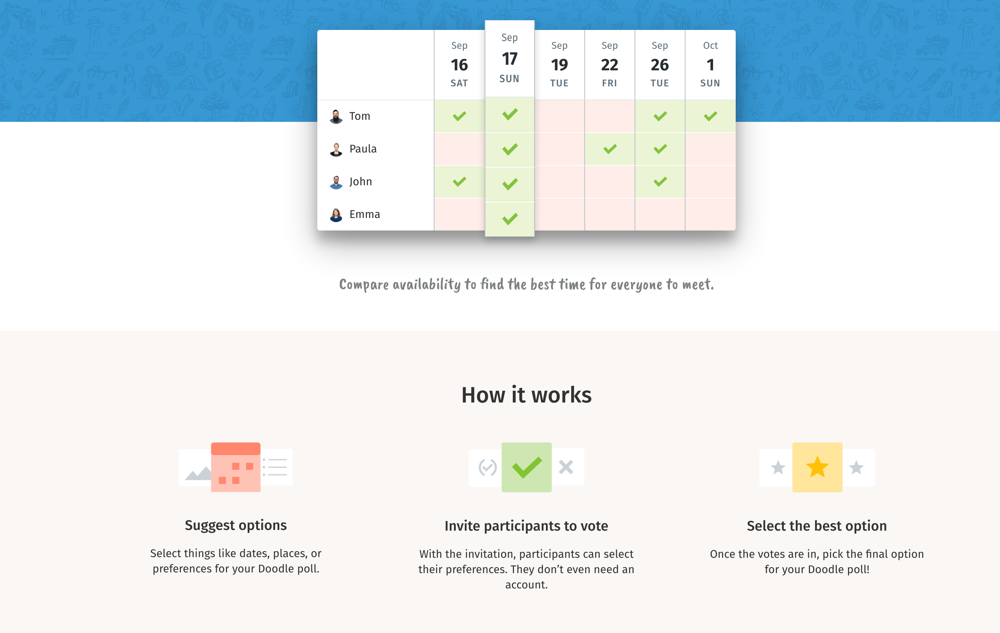 Sep Sep Sep Sep Sep Oct
16 17 19 22 26 1
SAT SUN TUE FRI TUE SUN
Tom
Paula
John
Emma
Compare availability to find the best time for everyone to meet.
How it works
Suggest options
Select things like dates, places, or
preferences for your Doodle poll.
Invite participants to vote
With the invitation, participants can select
their preferences. They don’t even need an
account.
Select the best option
Once the votes are in, pick the final option
for your Doodle poll!